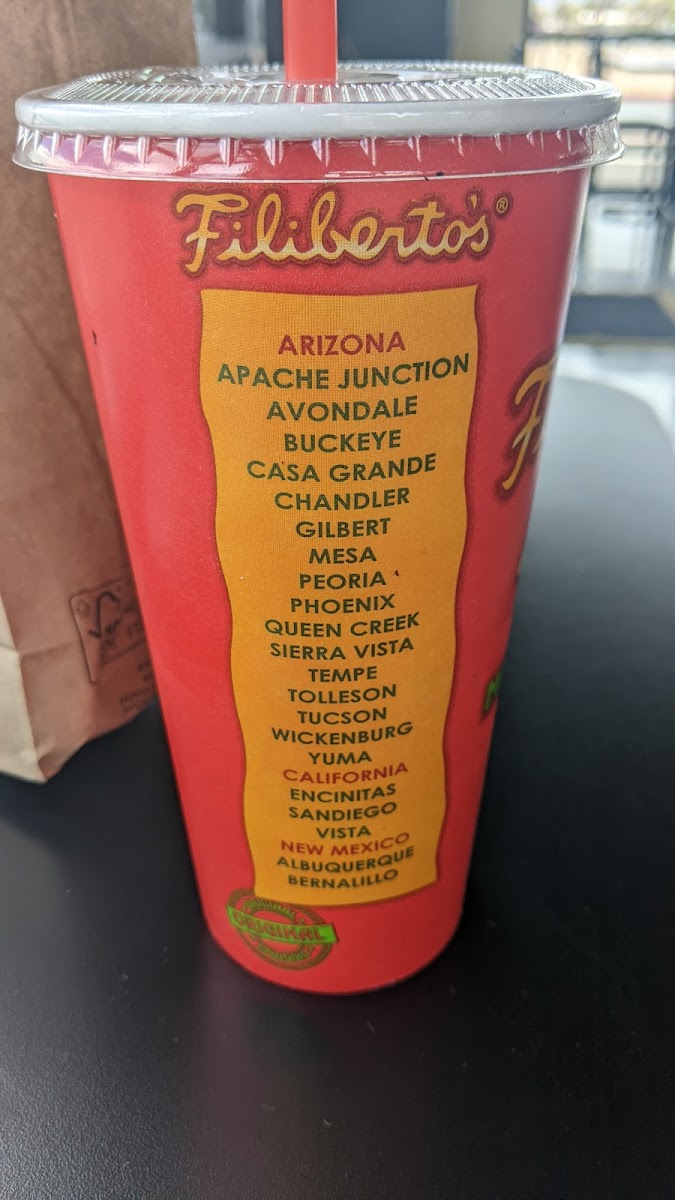 Filiberto's®
ARIZONA
APACHE JUNCTION
AVONDALE
BUCKEYE
CASA GRANDE
CHANDLER
GILBERT
MESA
PEORIA
PHOENIX
QUEEN CREEK
SIERRA VISTA
TEMPE
TOLLESON
TUCSON
WICKENBURG
YUMA
CALIFORNIA
ENCINITAS
SANDIEGO
VISTA
NEW MEXICO
ALBUQUERQUE
BERNALILLO
ORIGINAL